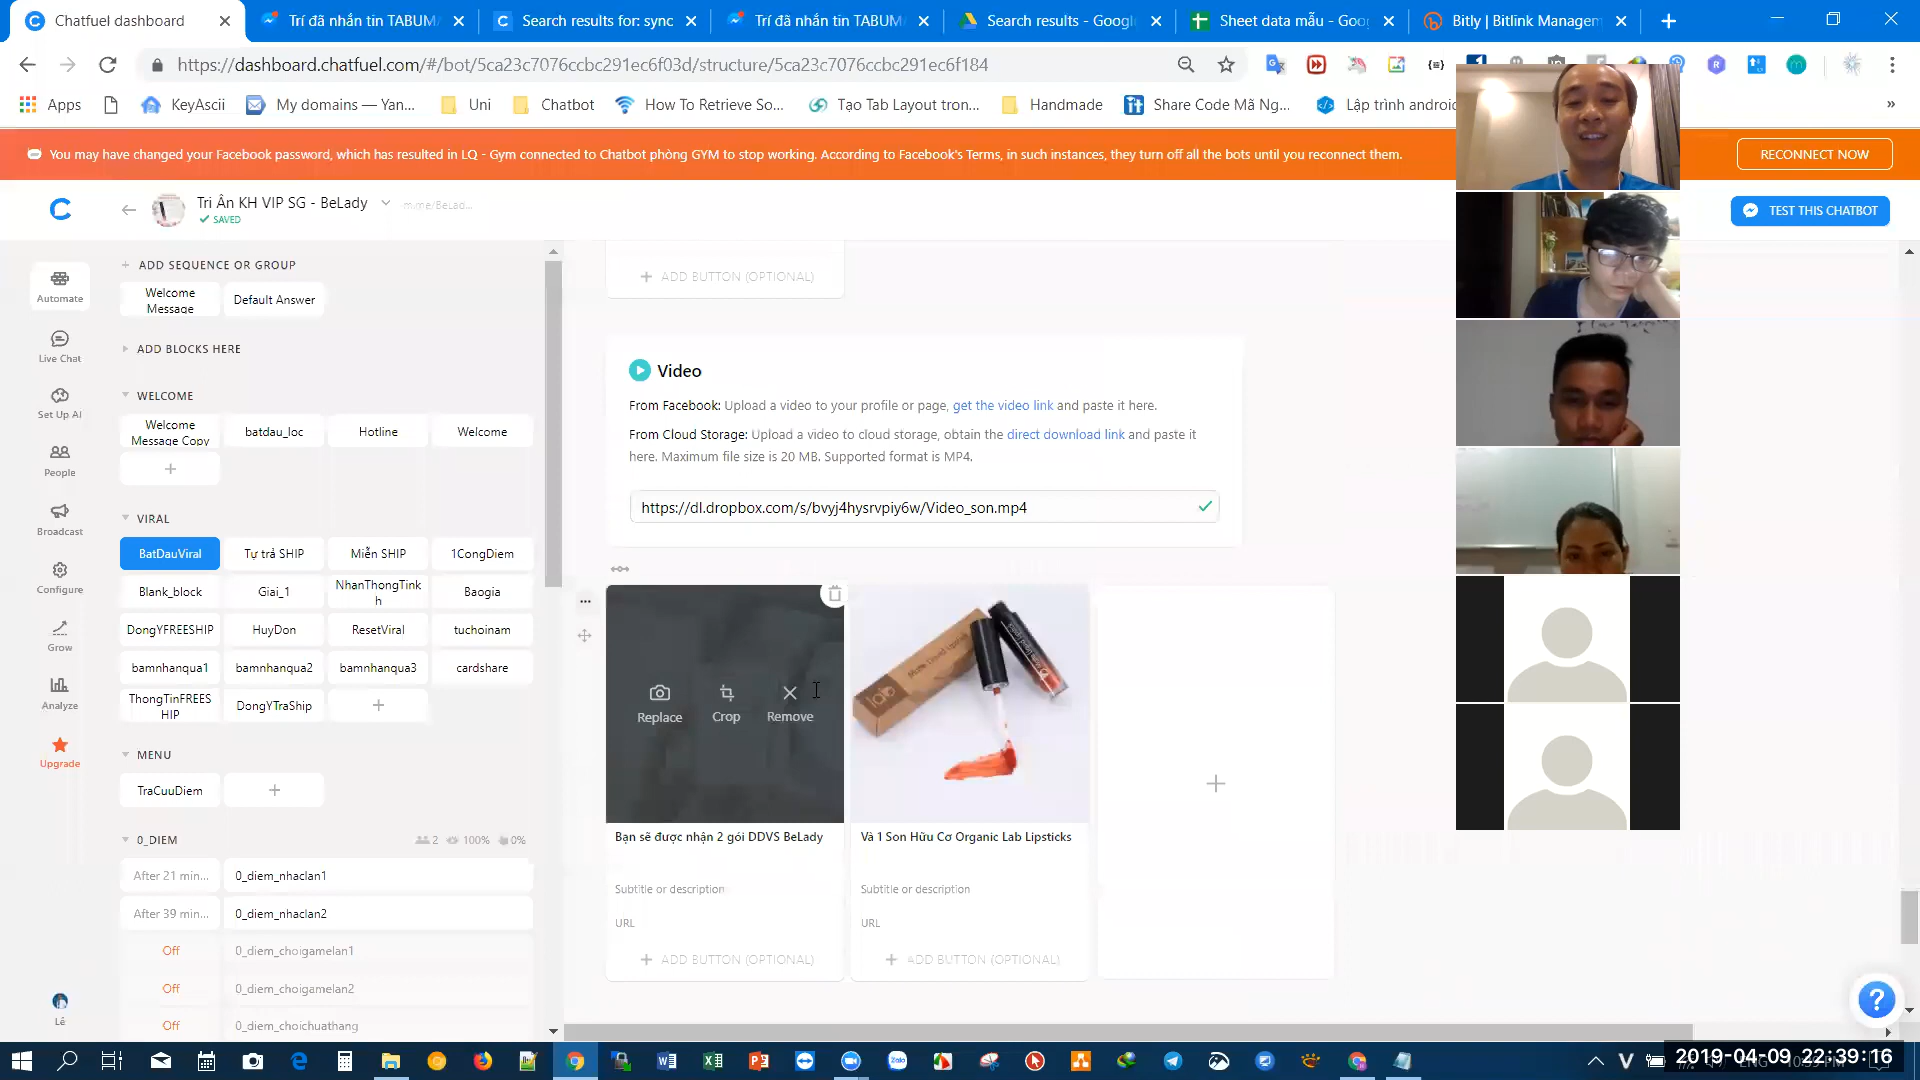 Chatfuel dashboard
Trí đã nhắn tin TABUMA
Search results for: sync
Trí đã nhắn tin TABUMA
Search results - Google
Sheet data mẫu - Goo
Bitly | Bitlink Managem
https://dashboard.chatfuel.com/#/bot/5ca23c7076ccbc291ec6f03d/structure/5ca23c7076ccbc291ec6f184
Apps
KeyAscii
My domains — Yan...
Uni
Chatbot
How To Retrieve So...
Tạo Tab Layout tron...
Handmade
Share Code Mã Ng...
Lập trình android
You may have changed your Facebook password, which has resulted in LQ - Gym connected to Chatbot phòng GYM to stop working. According to Facebook's Terms, in such instances, they turn off all the bots until you reconnect them.
RECONNECT NOW
Tri Ân KH VIP SG - BeLady
m.me/BeLad...
SAVED
TEST THIS CHATBOT
Automate
Live Chat
Set Up AI
People
Broadcast
Configure
Grow
Analyze
Upgrade
Lê
ADD SEQUENCE OR GROUP
Welcome Message
Default Answer
ADD BLOCKS HERE
WELCOME
Welcome Message Copy
batdau_loc
Hotline
Welcome
VIRAL
BatDauViral
Tự trả SHIP
Miễn SHIP
1CongDiem
Blank_block
Giai_1
NhanThongTinkh
Baogia
DongYFREESHIP
HuyDon
ResetViral
tuchoinam
bamnhanqua1
bamnhanqua2
bamnhanqua3
cardshare
ThongTinFREESHIP
DongYTraShip
MENU
TraCuuDiem
0_DIEM
2
100%
0%
After 21 min...
0_diem_nhaclan1
After 39 min...
0_diem_nhaclan2
Off
0_diem_choigamelan1
Off
0_diem_choigamelan2
Off
0_diem_choichuathang
ADD BUTTON (OPTIONAL)
Video
From Facebook: Upload a video to your profile or page, get the video link and paste it here.
From Cloud Storage: Upload a video to cloud storage, obtain the direct download link and paste it
here. Maximum file size is 20 MB. Supported format is MP4.
https://dl.dropbox.com/s/bvyj4hysrvpiy6w/Video_son.mp4
Replace
Crop
Remove
Bạn sẽ được nhận 2 gói DDVS BeLady
Và 1 Son Hữu Cơ Organic Lab Lipsticks
Subtitle or description
Subtitle or description
URL
URL
ADD BUTTON (OPTIONAL)
ADD BUTTON (OPTIONAL)
2019-04-09 22:39:16